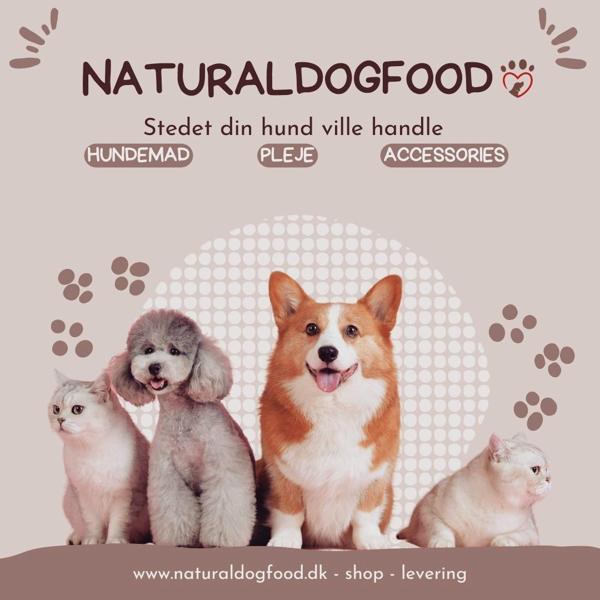 NATURALDOGFOOD
Stedet din hund ville handle
HUNDEMAD PLEJE ACCESSORIES
www.naturaldogfood.dk - shop - levering